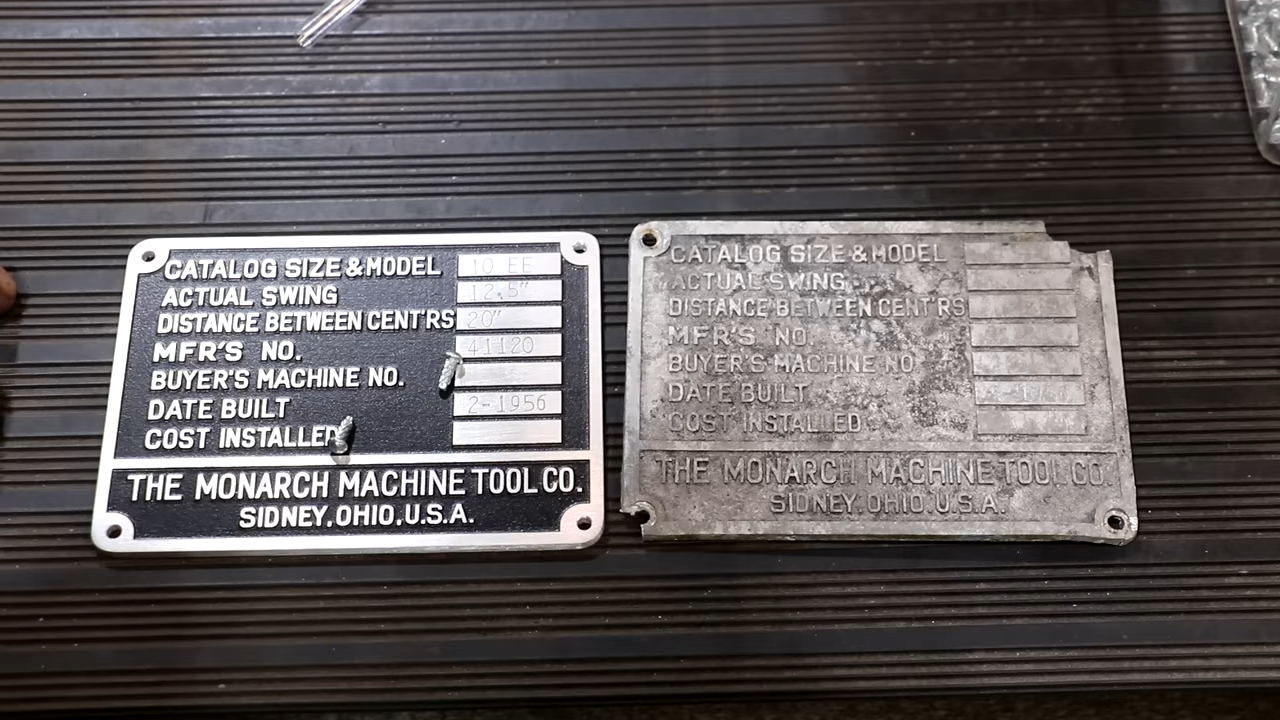 CATALOG SIZE & MODEL 10 EE
ACTUAL SWING 12.5"
DISTANCE BETWEEN CENT'RS 20"
MFR'S NO. 41120
BUYER'S MACHINE NO.
DATE BUILT 2-1956
COST INSTALLED
THE MONARCH MACHINE TOOL CO.
SIDNEY, OHIO, U.S.A.
CATALOG SIZE & MODEL
ACTUAL SWING
DISTANCE BETWEEN CENT'RS
MFR'S NO.
BUYER'S MACHINE NO
DATE BUILT
COST INSTALLED
THE MONARCH MACHINE TOOL CO.
SIDNEY, OHIO, U.S.A.